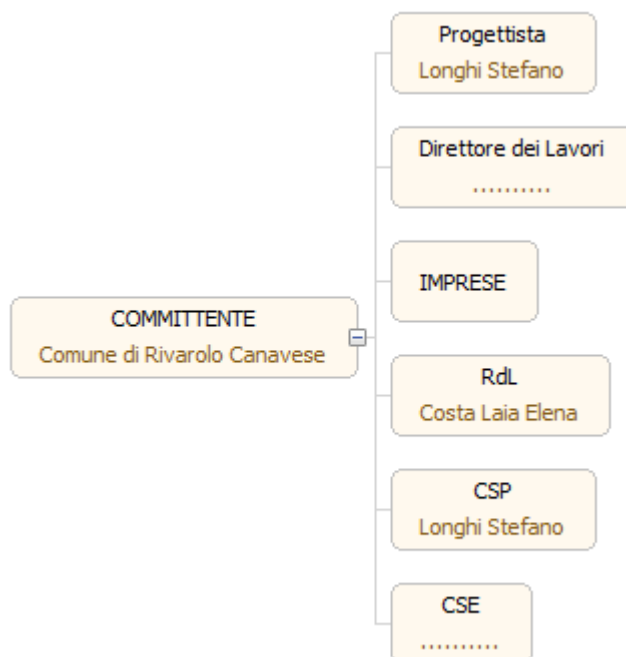 Progettista
Longhi Stefano
Direttore dei Lavori
..........
IMPRESE
COMMITTENTE
Comune di Rivarolo Canavese
RdL
Costa Laia Elena
CSP
Longhi Stefano
CSE
..........